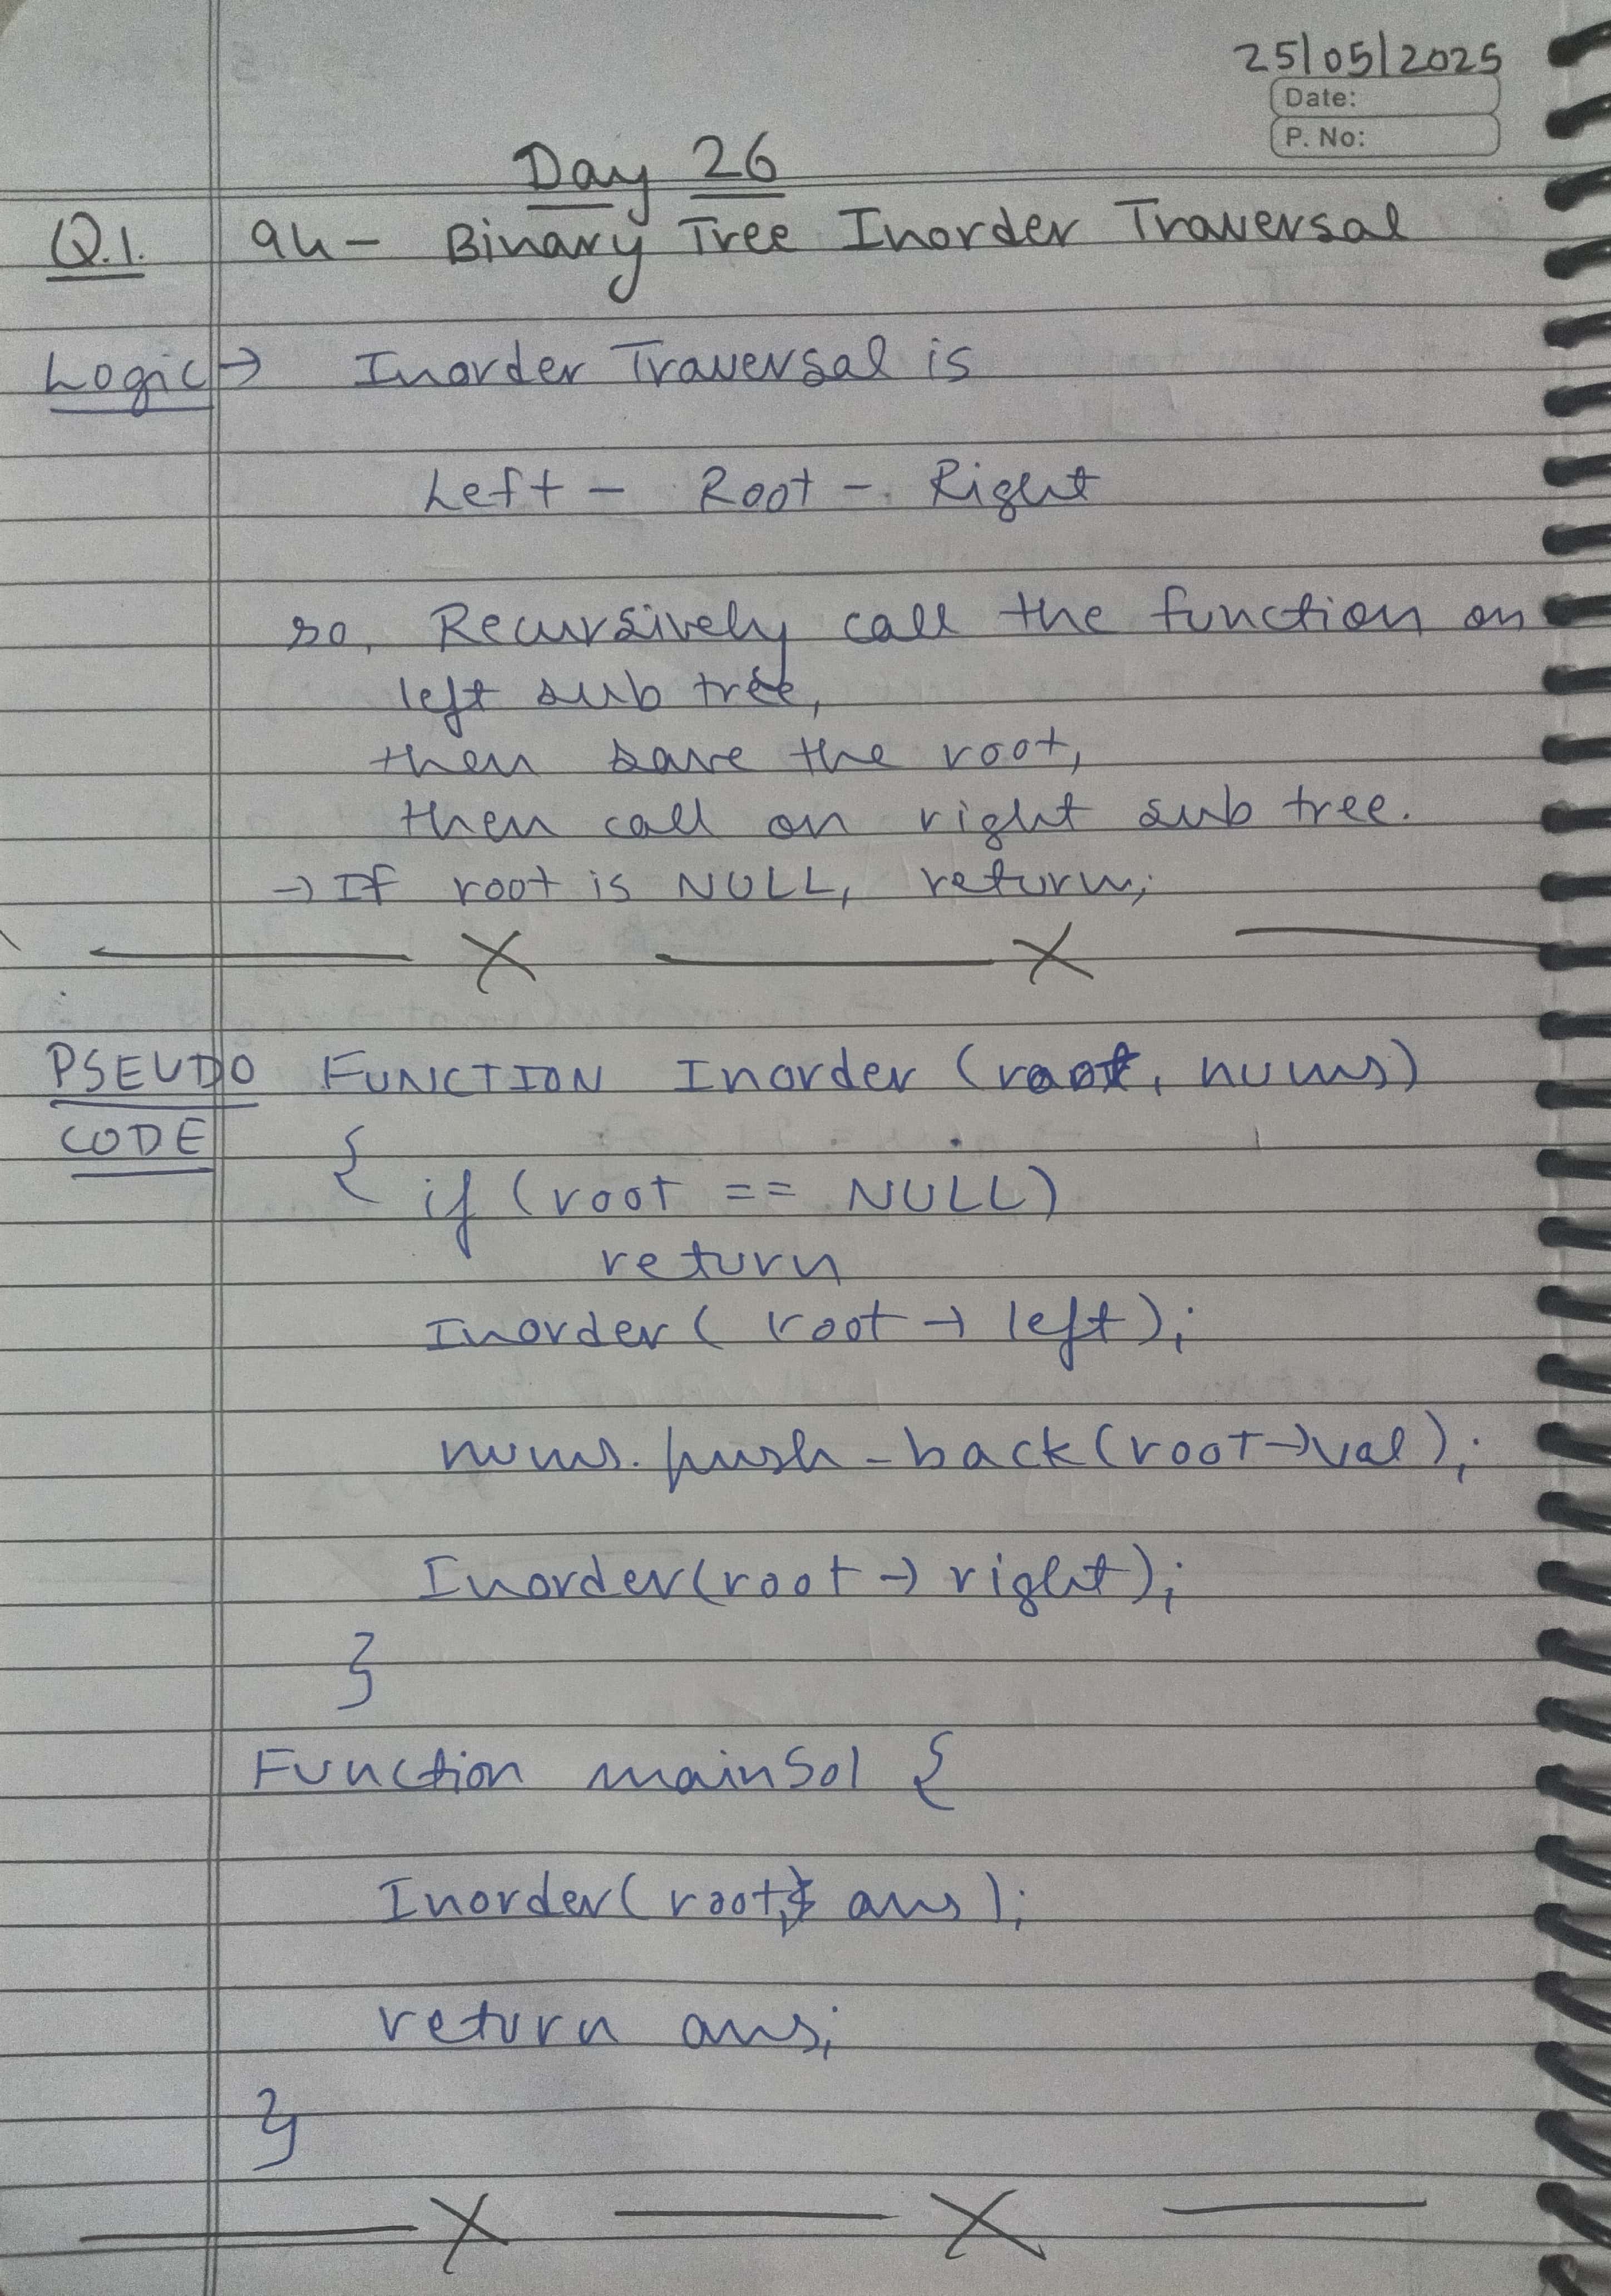 25/05/2025
Date:
P. No:
Day 26
Q.1. 94 - Binary Tree Inorder Traversal
Logic → Inorder Traversal is
Left - Root - Right
so, Recursively call the function on
left sub tree,
then save the root,
then call on right sub tree.
→ If root is NULL, return;
X X
PSEUDO FUNCTION Inorder (root, nums)
CODE
{ if (root == NULL)
return
Inorder( root → left);
nums.push_back(root→val);
Inorder(root → right);
}
Function mainSol {
Inorder(root, ans);
return ans;
}
X X